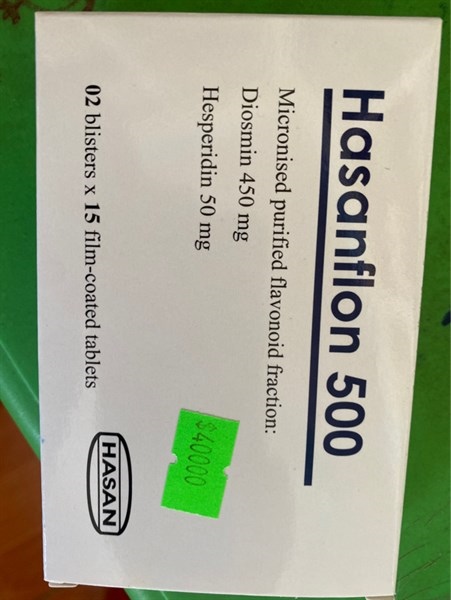 Hasanflon 500
Micronised purified flavonoid fraction:
Diosmin 450 mg
Hesperidin 50 mg
$40000
02 blisters x 15 film-coated tablets
HASAN